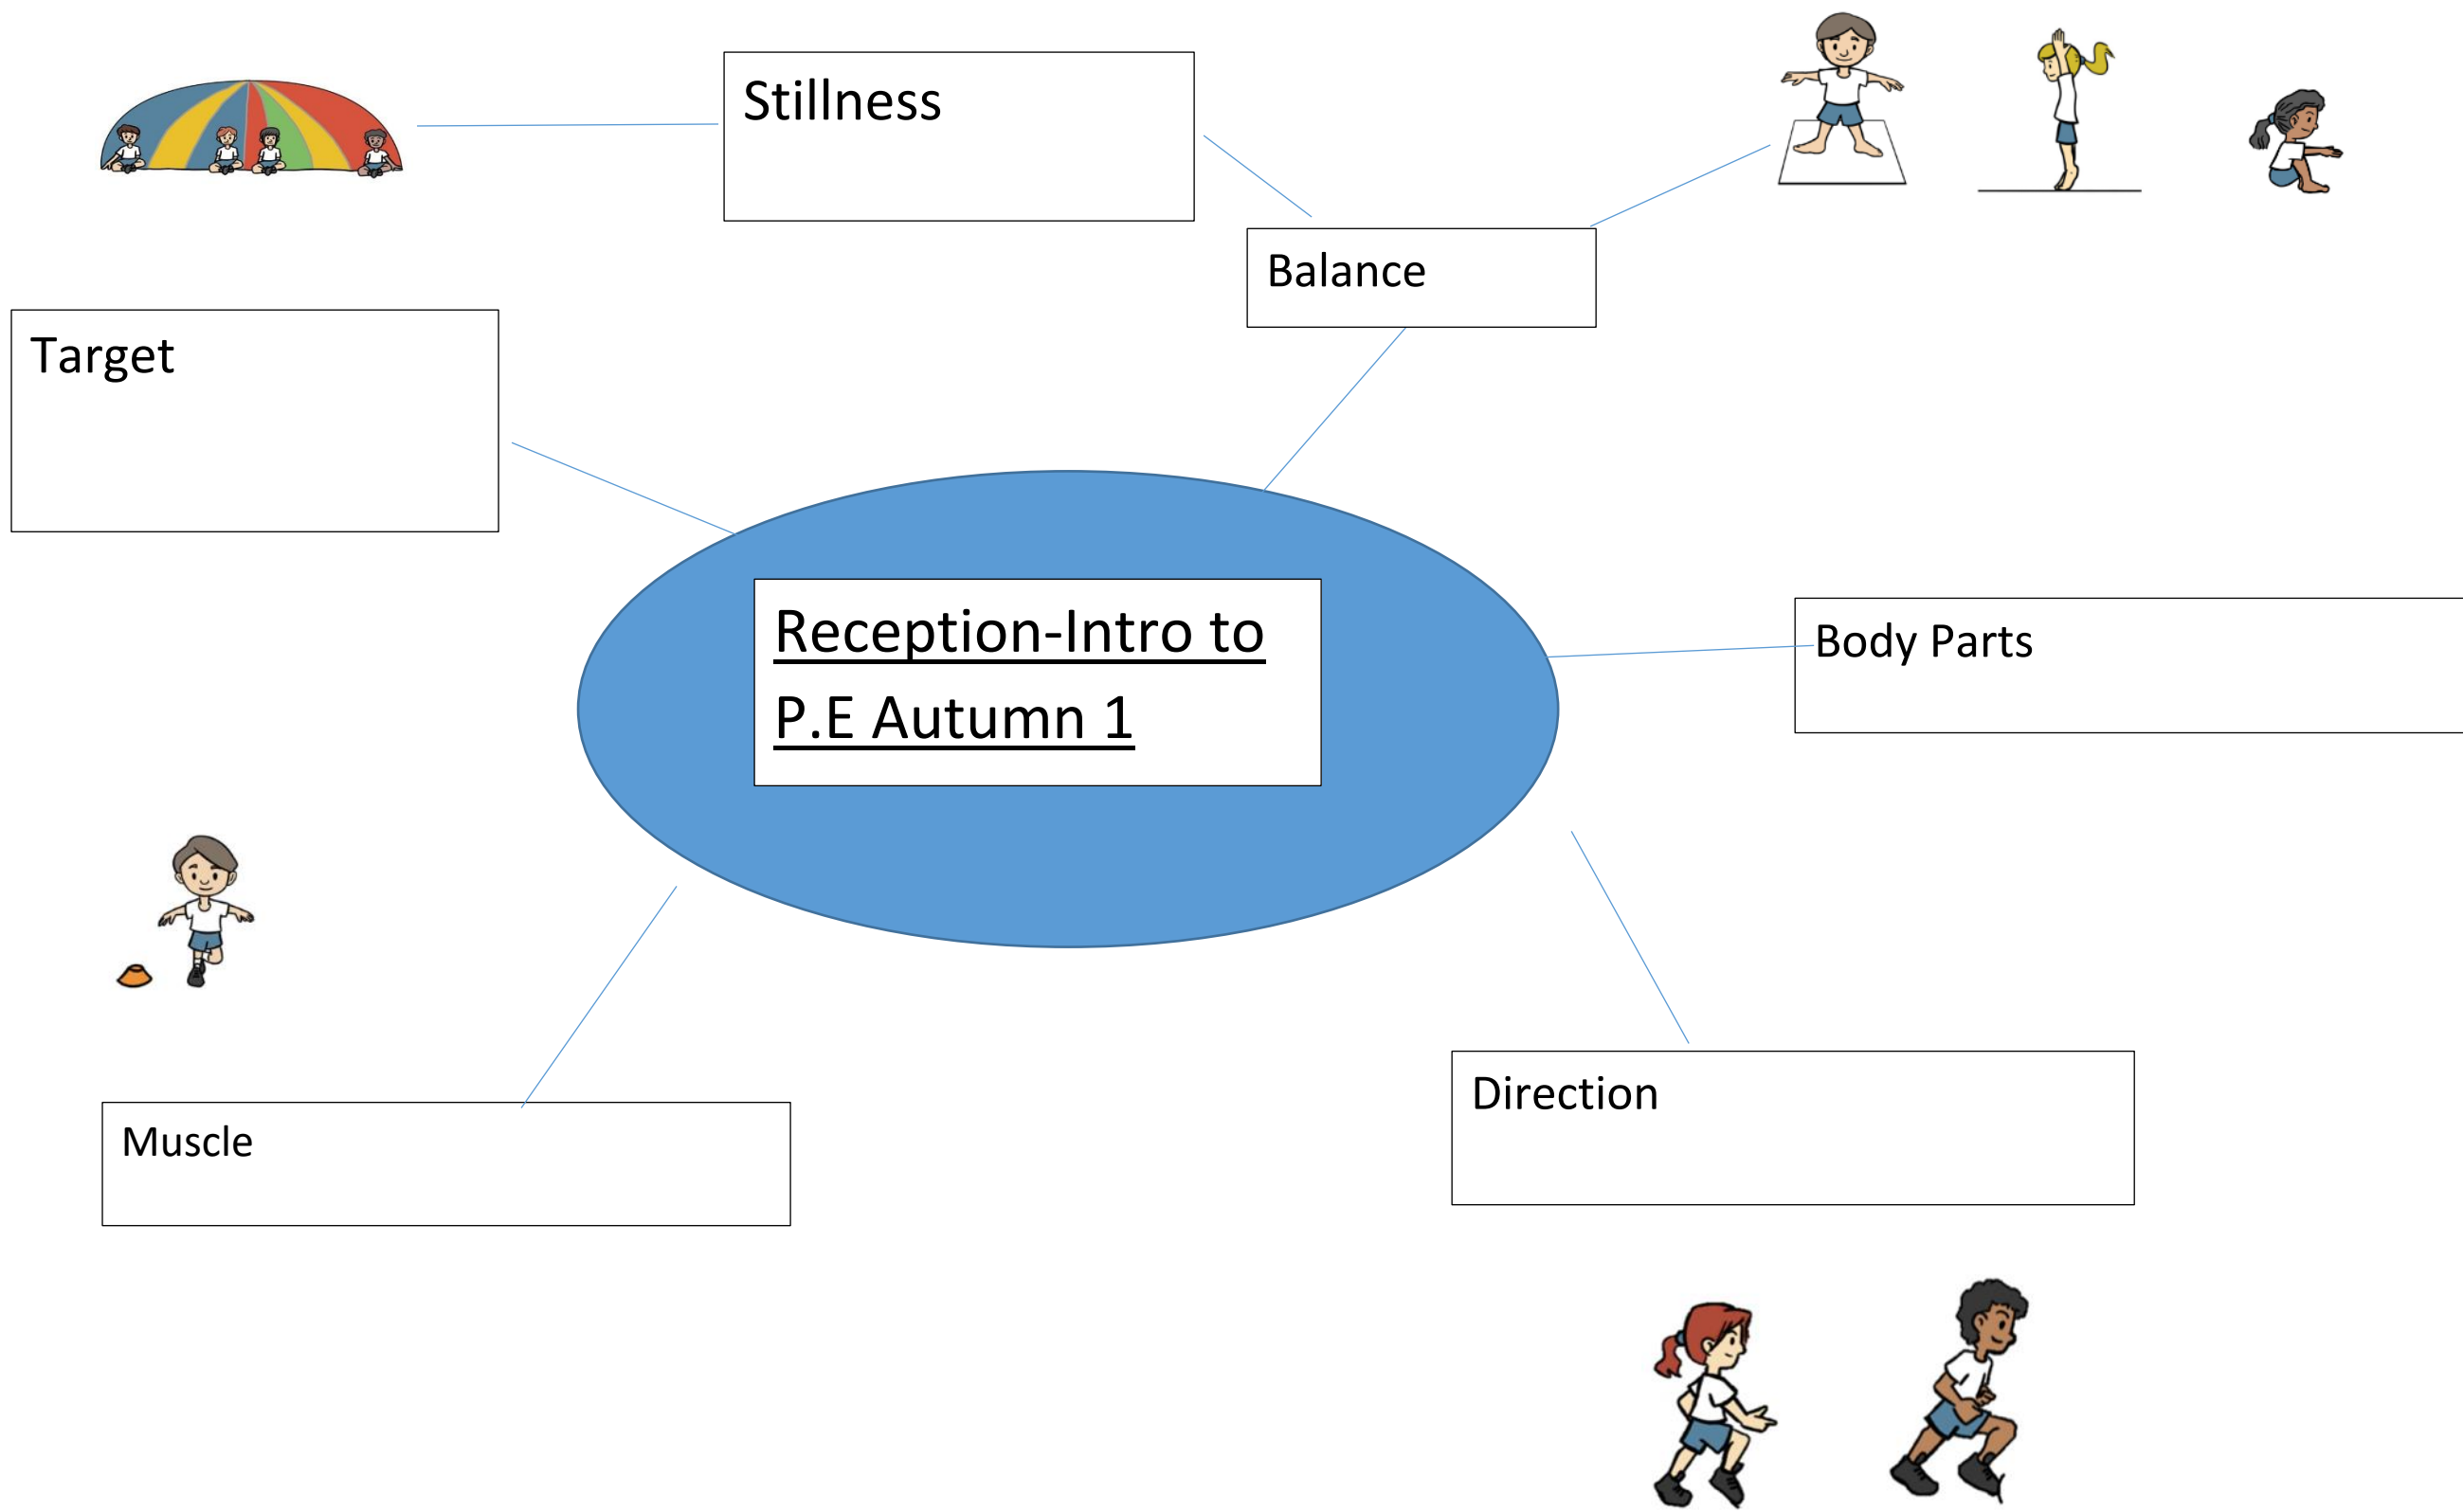 Stillness
Balance
Target
Reception-Intro to
P.E Autumn 1
Body Parts
Direction
Muscle